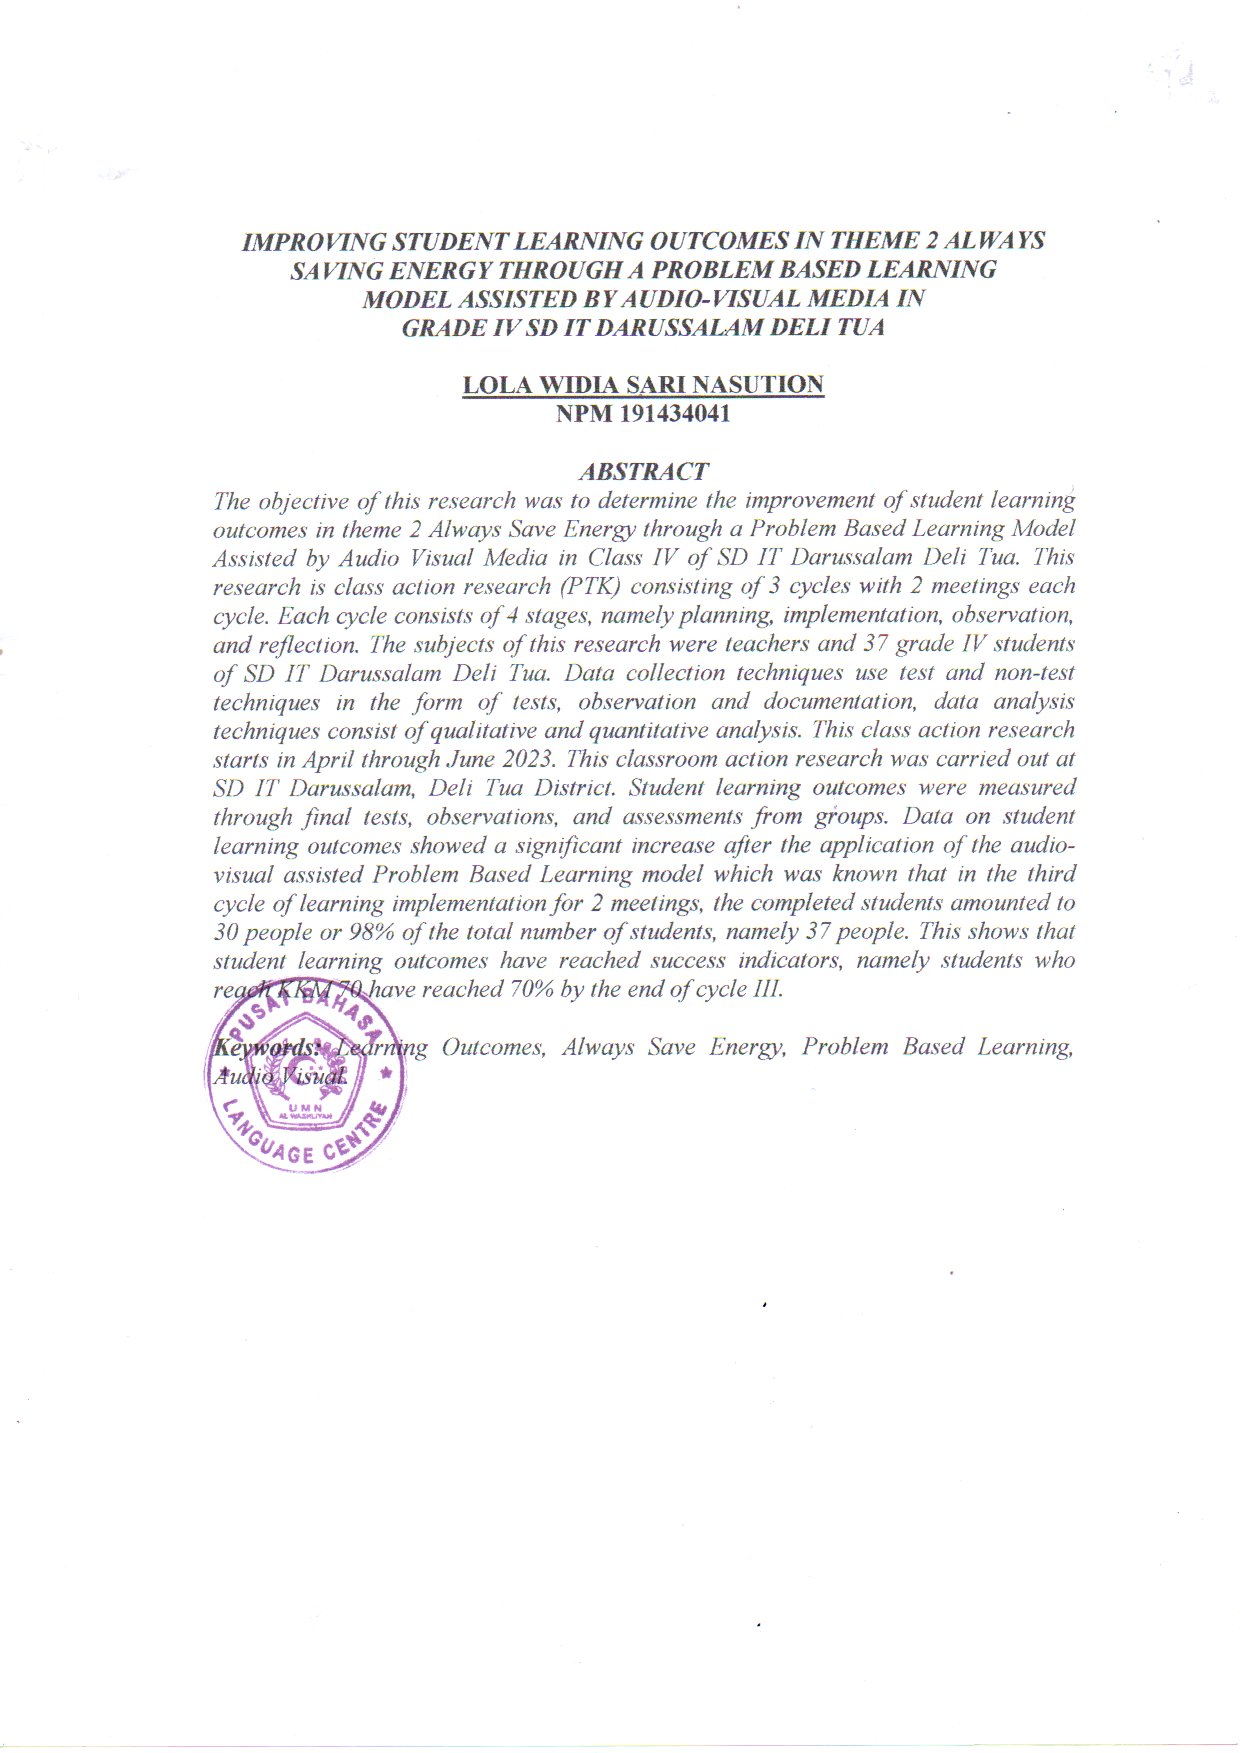 IMPROVING STUDENT LEARNING OUTCOMES IN THEME 2 ALWAYS
SAVING ENERGY THROUGH A PROBLEM BASED LEARNING
MODEL ASSISTED BY AUDIO-VISUAL MEDIA IN
GRADE IV SD IT DARUSSALAM DELI TUA
LOLA WIDIA SARI NASUTION
NPM 191434041
ABSTRACT
The objective of this research was to determine the improvement of student learning
outcomes in theme 2 Always Save Energy through a Problem Based Learning Model
Assisted by Audio Visual Media in Class IV of SD IT Darussalam Deli Tua. This
research is class action research (PTK) consisting of 3 cycles with 2 meetings each
cycle. Each cycle consists of 4 stages, namely planning, implementation, observation,
and reflection. The subjects of this research were teachers and 37 grade IV students
of SD IT Darussalam Deli Tua. Data collection techniques use test and non-test
techniques in the form of tests, observation and documentation, data analysis
techniques consist of qualitative and quantitative analysis. This class action research
starts in April through June 2023. This classroom action research was carried out at
SD IT Darussalam, Deli Tua District. Student learning outcomes were measured
through final tests, observations, and assessments from groups. Data on student
learning outcomes showed a significant increase after the application of the audio-
visual assisted Problem Based Learning model which was known that in the third
cycle of learning implementation for 2 meetings, the completed students amounted to
30 people or 98% of the total number of students, namely 37 people. This shows that
student learning outcomes have reached success indicators, namely students who
reach KKM 70 have reached 70% by the end of cycle III.
Keywords: Learning Outcomes, Always Save Energy, Problem Based Learning,
Audio Visual.
PUSAT BAHASA
UMN
AL WASHLIYAH
LANGUAGE CENTRE